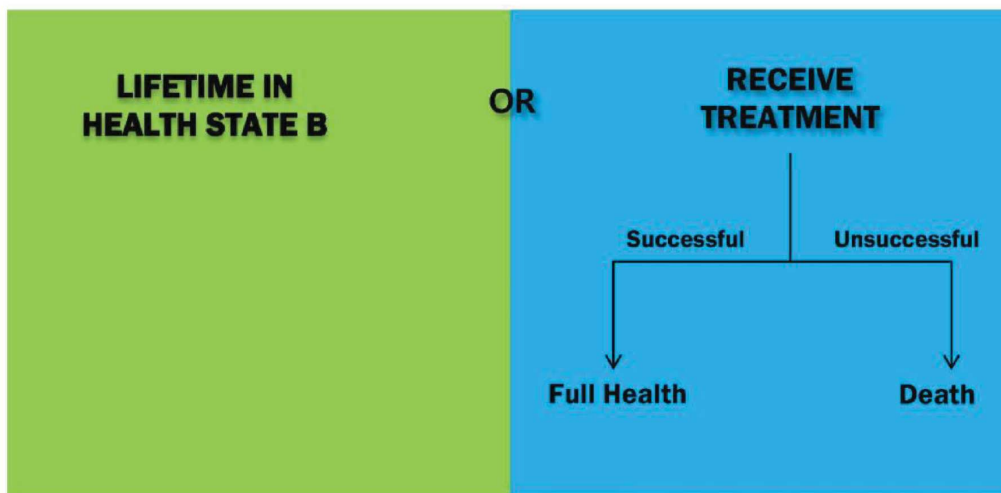 LIFETIME IN
HEALTH STATE B
OR
RECEIVE
TREATMENT
Successful
Unsuccessful
Full Health
Death